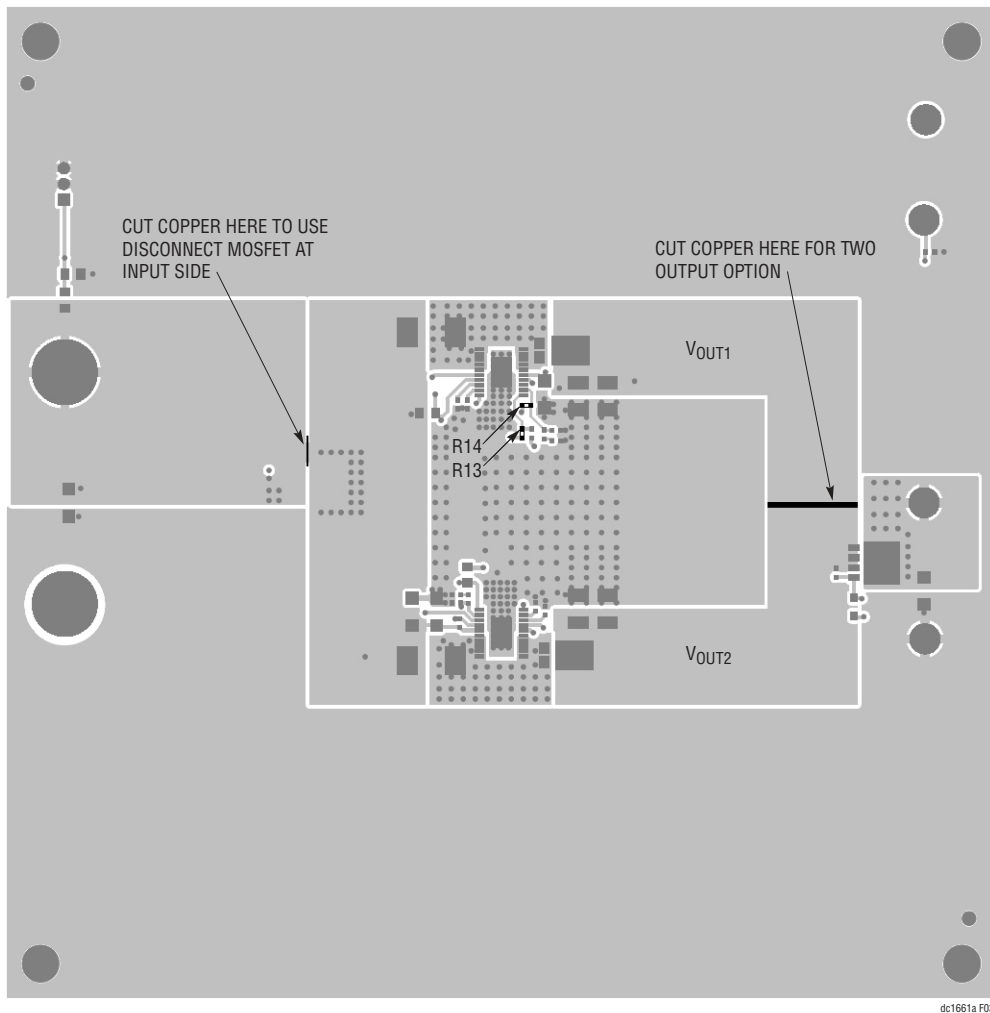 CUT COPPER HERE TO USE
DISCONNECT MOSFET AT
INPUT SIDE
CUT COPPER HERE FOR TWO
OUTPUT OPTION
VOUT1
R14
R13
VOUT2
dc1661a F03